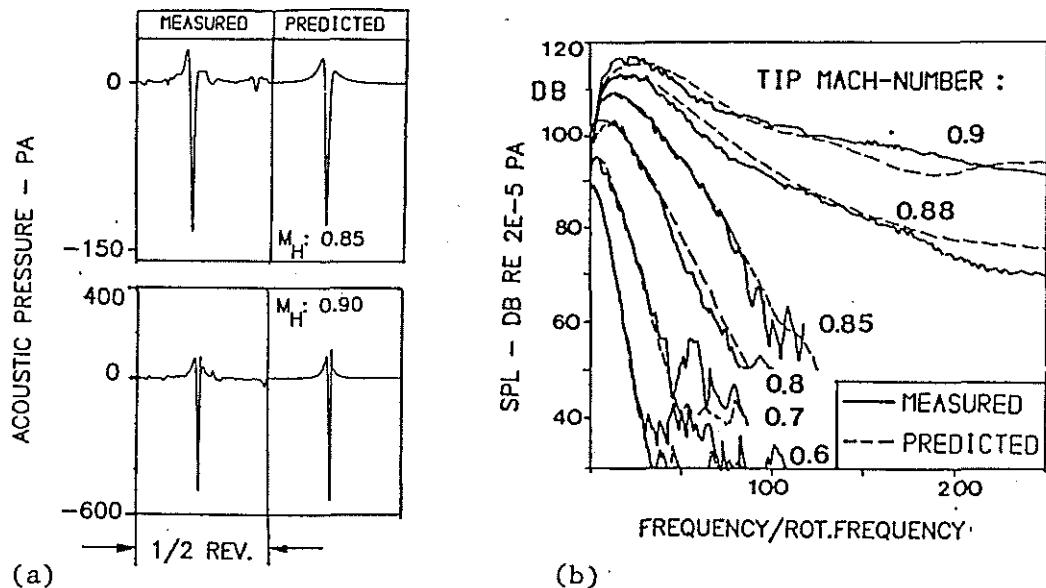 MEASURED PREDICTED
0
-150
M_H: 0.85
400
0
-600
M_H: 0.90
ACOUSTIC PRESSURE - PA
1/2 REV.
(a)
120
DB
100
80
60
40
SPL - DB RE 2E-5 PA
TIP MACH-NUMBER :
0.9
0.88
0.85
0.8
0.7
0.6
MEASURED
PREDICTED
100 200
FREQUENCY/ROT.FREQUENCY
(b)